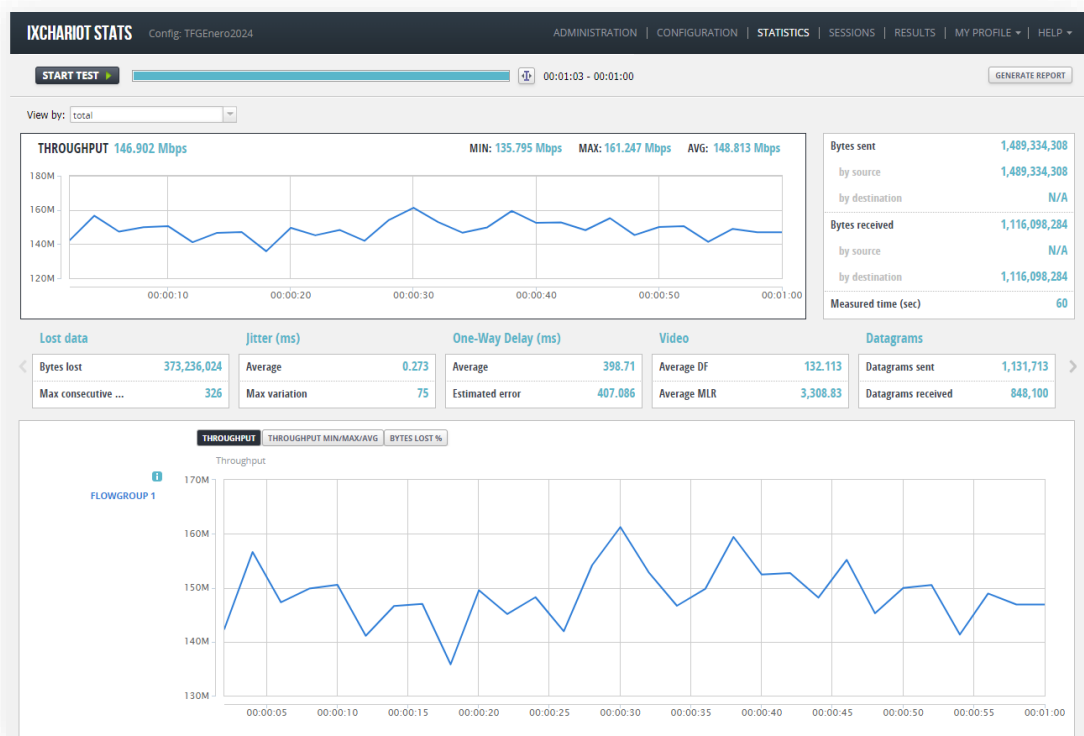 IXCHARIOT STATS Config: TFGEnero2024 ADMINISTRATION | CONFIGURATION | STATISTICS | SESSIONS | RESULTS | MY PROFILE | HELP
START TEST 00:01:03 - 00:01:00 GENERATE REPORT
View by: total
THROUGHPUT 146.902 Mbps MIN: 135.795 Mbps MAX: 161.247 Mbps AVG: 148.813 Mbps
180M
160M
140M
120M
00:00:10 00:00:20 00:00:30 00:00:40 00:00:50 00:01:00
Bytes sent 1,489,334,308
by source 1,489,334,308
by destination N/A
Bytes received 1,116,098,284
by source N/A
by destination 1,116,098,284
Measured time (sec) 60
Lost data
Bytes lost 373,236,024
Max consecutive ... 326
Jitter (ms)
Average 0.273
Max variation 75
One-Way Delay (ms)
Average 398.71
Estimated error 407.086
Video
Average DF 132.113
Average MLR 3,308.83
Datagrams
Datagrams sent 1,131,713
Datagrams received 848,100
THROUGHPUT THROUGHPUT MIN/MAX/AVG BYTES LOST %
Throughput
i
FLOWGROUP 1
170M
160M
150M
140M
130M
00:00:05 00:00:10 00:00:15 00:00:20 00:00:25 00:00:30 00:00:35 00:00:40 00:00:45 00:00:50 00:00:55 00:01:00